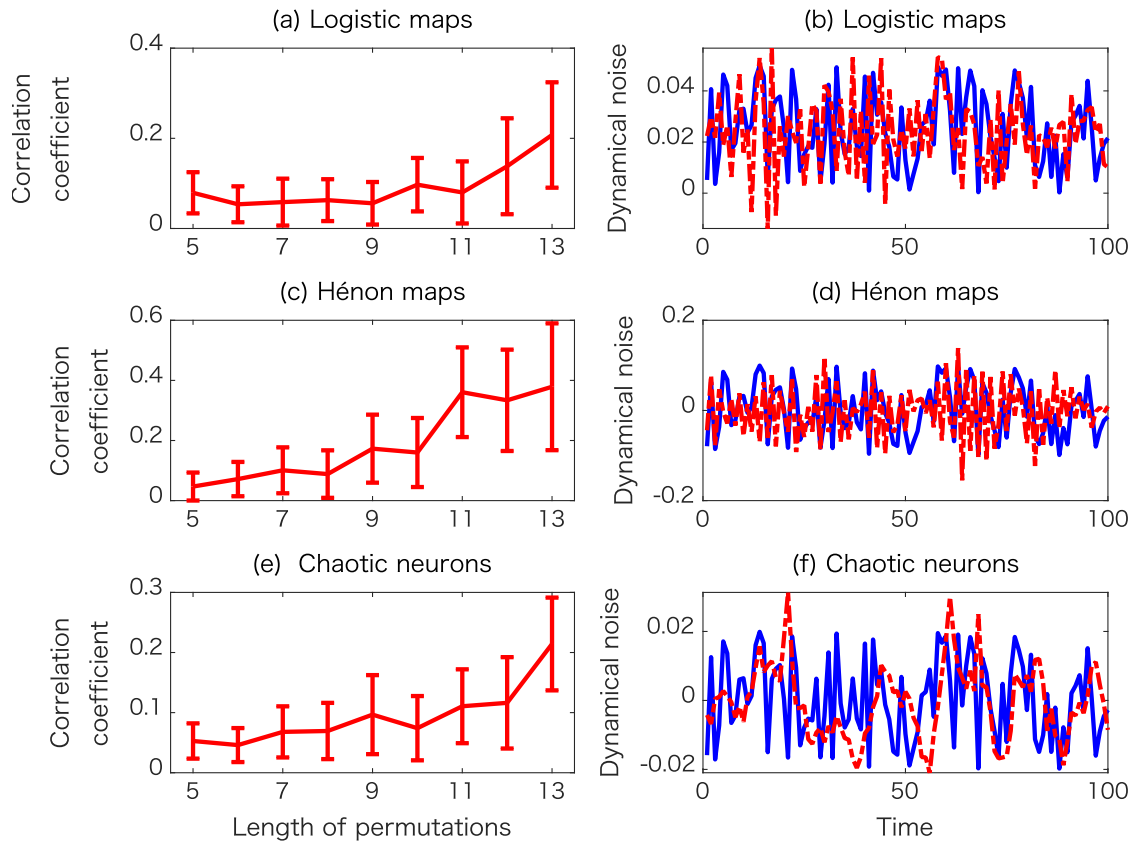 (a) Logistic maps
Correlation
coefficient
0.4
0.2
0
5 7 9 11 13
(b) Logistic maps
Dynamical noise
0.04
0.02
0
0 50 100
(c) Hénon maps
Correlation
coefficient
0.6
0.4
0.2
0
5 7 9 11 13
(d) Hénon maps
Dynamical noise
0.2
0
-0.2
0 50 100
(e) Chaotic neurons
Correlation
coefficient
0.3
0.2
0.1
0
5 7 9 11 13
Length of permutations
(f) Chaotic neurons
Dynamical noise
0.02
0
-0.02
0 50 100
Time